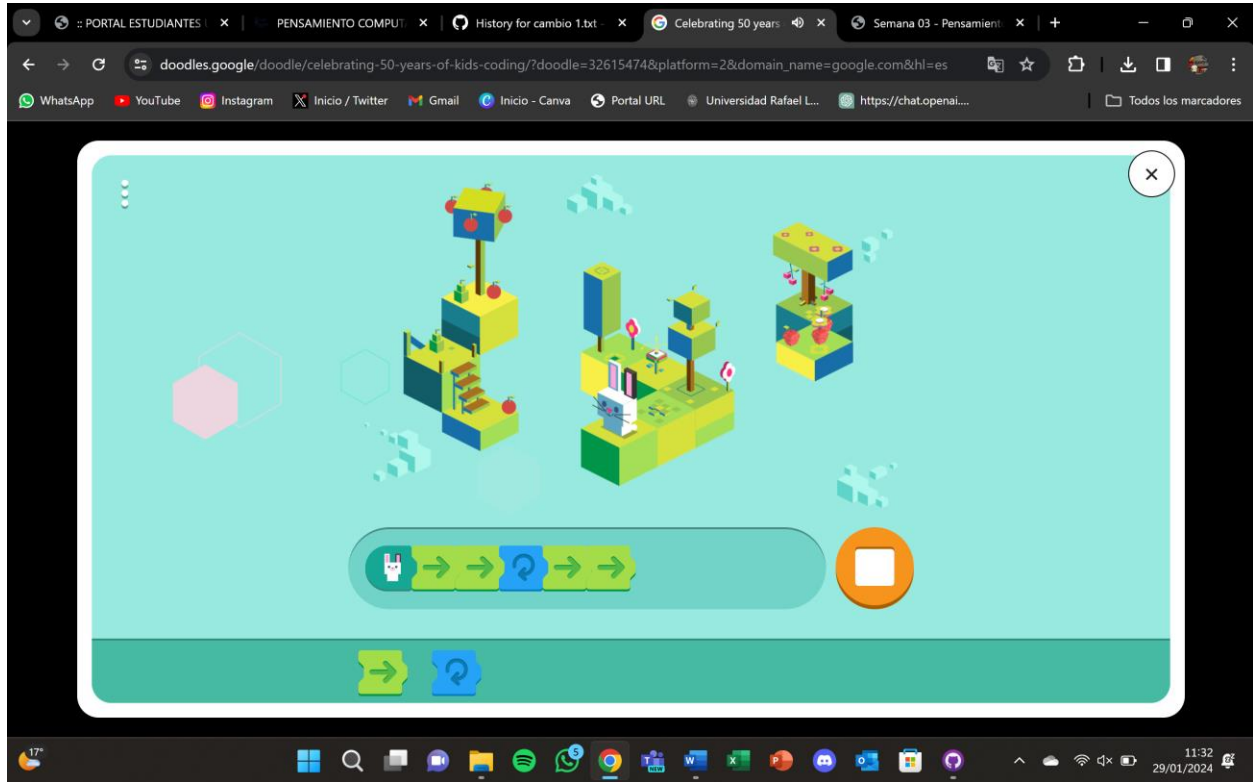 :: PORTAL ESTUDIANTES U
PENSAMIENTO COMPUT
History for cambio 1.txt -
Celebrating 50 years
Semana 03 - Pensamient
doodles.google/doodle/celebrating-50-years-of-kids-coding/?doodle=32615474&platform=2&domain_name=google.com&hl=es
WhatsApp
YouTube
Instagram
Inicio / Twitter
Gmail
Inicio - Canva
Portal URL
Universidad Rafael L...
https://chat.openai....
Todos los marcadores
17°
5
11:32
29/01/2024